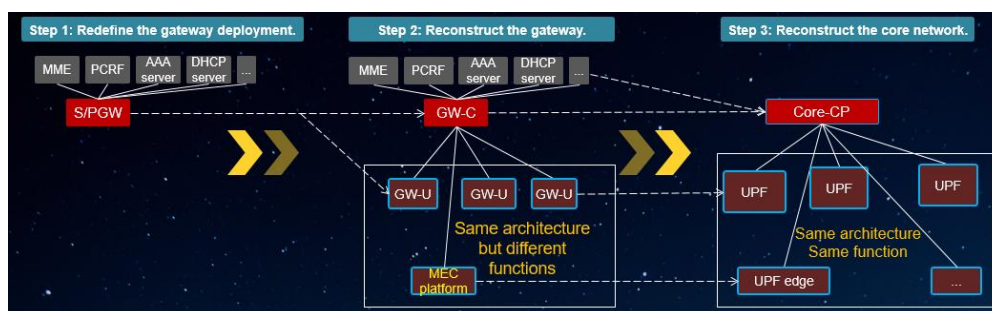 Step 1: Redefine the gateway deployment.
Step 2: Reconstruct the gateway.
Step 3: Reconstruct the core network.
MME
PCRF
AAA
server
DHCP
server
...
S/PGW
MME
PCRF
AAA
server
DHCP
server
...
GW-C
Core-CP
GW-U
GW-U
GW-U
Same architecture
but different
functions
MEC
platform
UPF
UPF
UPF
Same architecture
Same function
UPF edge
...